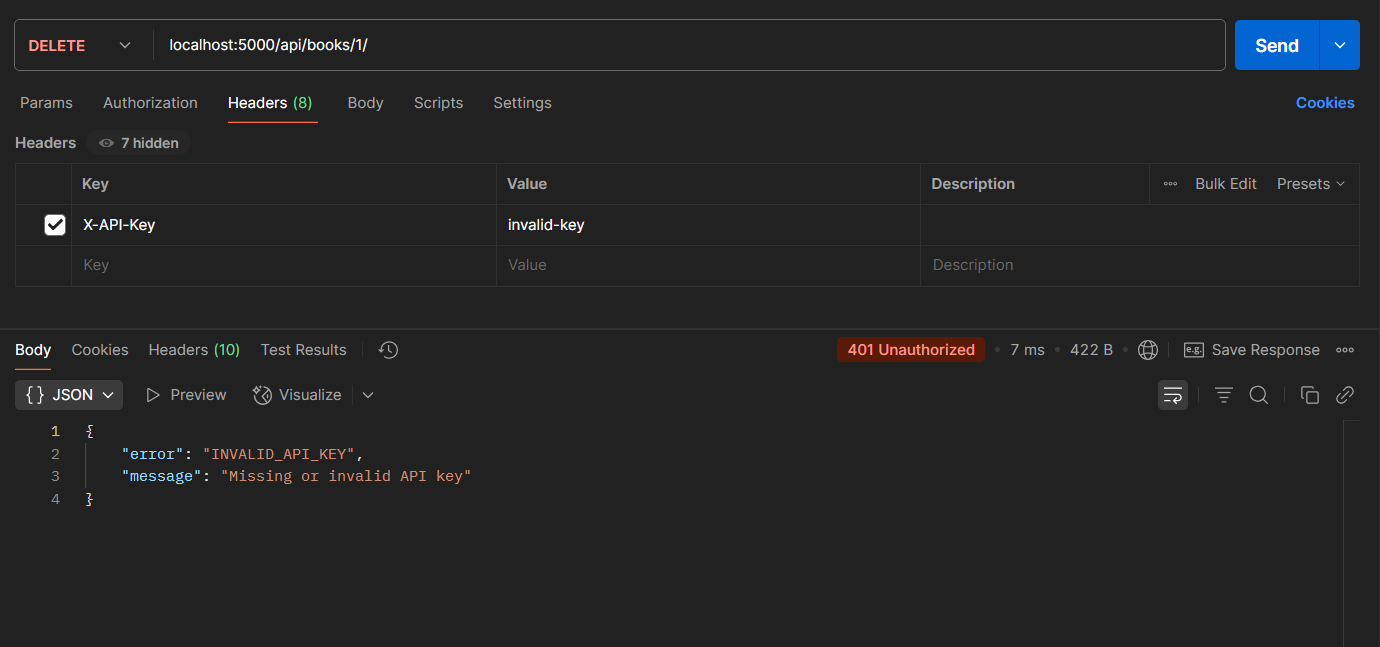 DELETE localhost:5000/api/books/1/ Send
Params Authorization Headers (8) Body Scripts Settings Cookies
Headers 7 hidden
Key Value Description Bulk Edit Presets
X-API-Key invalid-key
Key Value Description
Body Cookies Headers (10) Test Results 401 Unauthorized • 7 ms • 422 B • e.g. Save Response
{} JSON Preview Visualize
1 {
2 "error": "INVALID_API_KEY",
3 "message": "Missing or invalid API key"
4 }